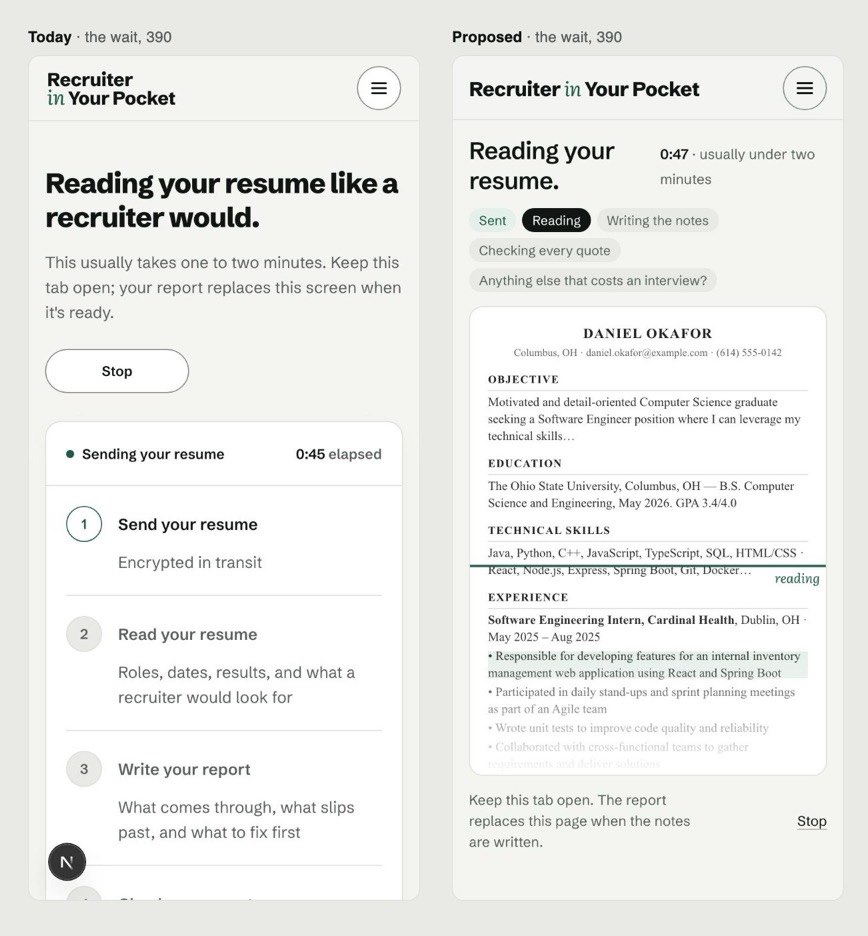 Today · the wait, 390
Recruiter
in Your Pocket
Reading your resume like a
recruiter would.
This usually takes one to two minutes. Keep this
tab open; your report replaces this screen when
it's ready.
Stop
Sending your resume 0:45 elapsed
1 Send your resume
Encrypted in transit
2 Read your resume
Roles, dates, results, and what a
recruiter would look for
3 Write your report
What comes through, what slips
past, and what to fix first
N
Proposed · the wait, 390
Recruiter in Your Pocket
Reading your
resume.
0:47 · usually under two
minutes
Sent Reading Writing the notes
Checking every quote
Anything else that costs an interview?
DANIEL OKAFOR
Columbus, OH · daniel.okafor@example.com · (614) 555-0142
OBJECTIVE
Motivated and detail-oriented Computer Science graduate
seeking a Software Engineer position where I can leverage my
technical skills…
EDUCATION
The Ohio State University, Columbus, OH — B.S. Computer
Science and Engineering, May 2026. GPA 3.4/4.0
TECHNICAL SKILLS
Java, Python, C++, JavaScript, TypeScript, SQL, HTML/CSS ·
React, Node.js, Express, Spring Boot, Git, Docker…
reading
EXPERIENCE
Software Engineering Intern, Cardinal Health, Dublin, OH ·
May 2025 – Aug 2025
• Responsible for developing features for an internal inventory
management web application using React and Spring Boot
• Participated in daily stand-ups and sprint planning meetings
as part of an Agile team
• Wrote unit tests to improve code quality and reliability
• Collaborated with cross-functional teams to gather
requirements and deliver solutions
Keep this tab open. The report
replaces this page when the notes
are written.
Stop